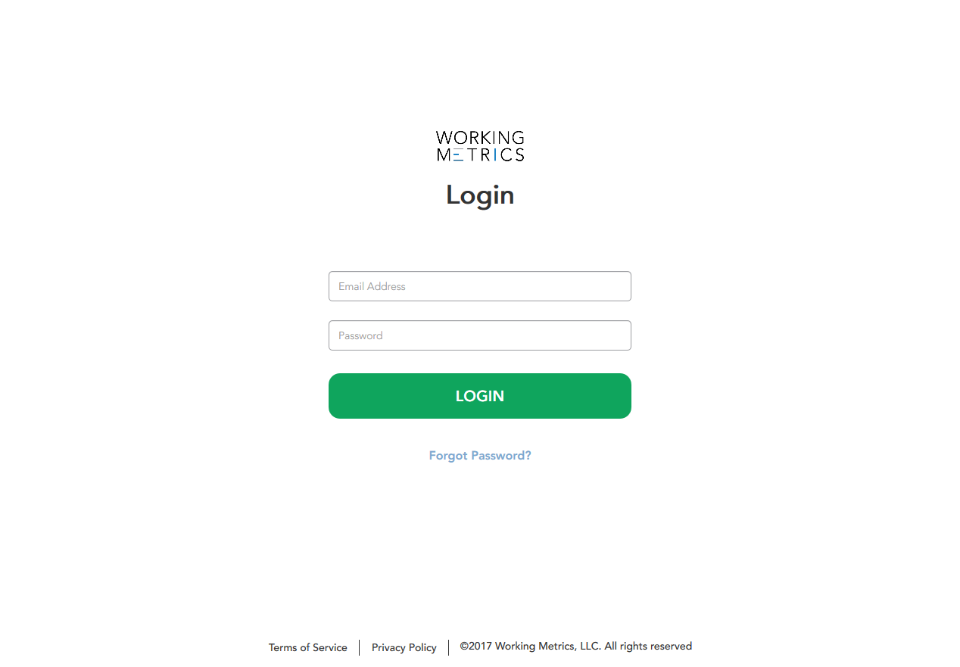 WORKING
METRICS
Login
Email Address
Password
LOGIN
Forgot Password?
Terms of Service | Privacy Policy | ©2017 Working Metrics, LLC. All rights reserved